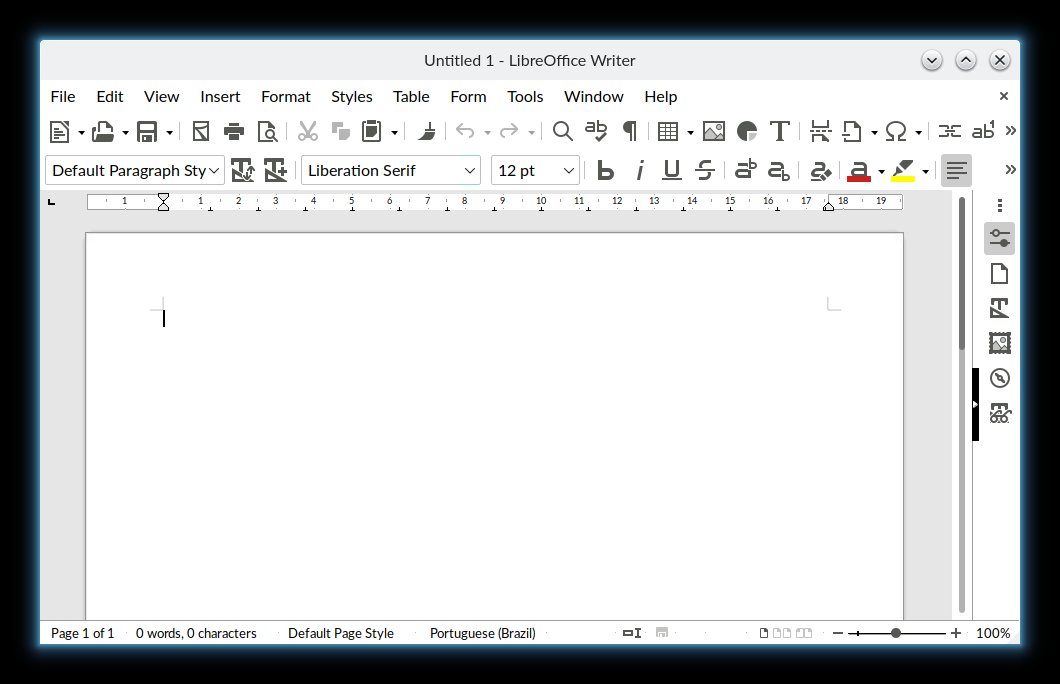 Untitled 1 - LibreOffice Writer
File Edit View Insert Format Styles Table Form Tools Window Help
Default Paragraph Sty Liberation Serif 12 pt
1 1 2 3 4 5 6 7 8 9 10 11 12 13 14 15 16 17 18 19
Page 1 of 1 0 words, 0 characters Default Page Style Portuguese (Brazil) 100%